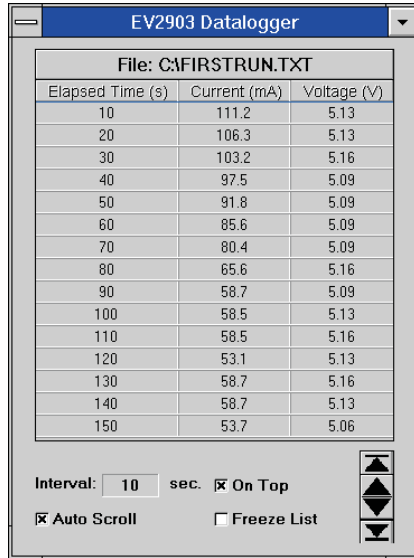 EV2903 Datalogger
File: C:\FIRSTRUN.TXT
Elapsed Time (s) Current (mA) Voltage (V)
10 111.2 5.13
20 106.3 5.13
30 103.2 5.16
40 97.5 5.09
50 91.8 5.09
60 85.6 5.09
70 80.4 5.09
80 65.6 5.16
90 58.7 5.09
100 58.5 5.13
110 58.5 5.16
120 53.1 5.13
130 58.7 5.16
140 58.7 5.13
150 53.7 5.06
Interval: 10 sec. On Top
Auto Scroll Freeze List